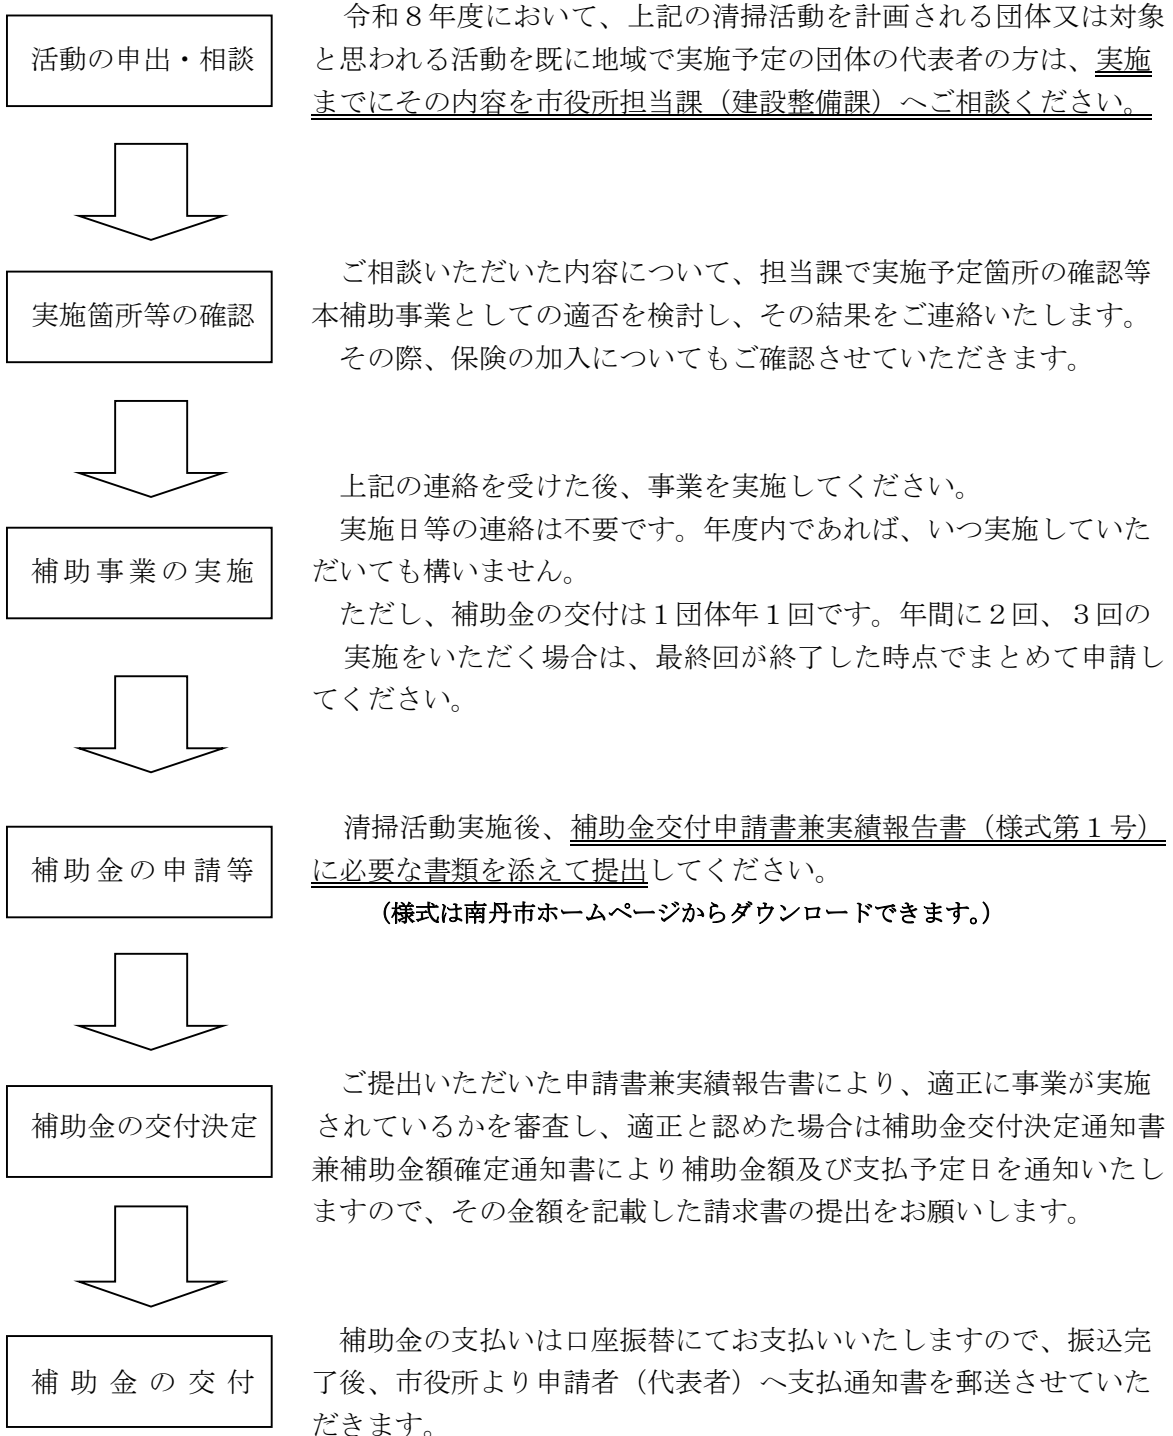 活動の申出・相談
令和８年度において、上記の清掃活動を計画される団体又は対象
と思われる活動を既に地域で実施予定の団体の代表者の方は、実施
までにその内容を市役所担当課（建設整備課）へご相談ください。
実施箇所等の確認
ご相談いただいた内容について、担当課で実施予定箇所の確認等
本補助事業としての適否を検討し、その結果をご連絡いたします。
その際、保険の加入についてもご確認させていただきます。
補助事業の実施
上記の連絡を受けた後、事業を実施してください。
実施日等の連絡は不要です。年度内であれば、いつ実施していた
だいても構いません。
ただし、補助金の交付は１団体年１回です。年間に２回、３回の
実施をいただく場合は、最終回が終了した時点でまとめて申請し
てください。
補助金の申請等
清掃活動実施後、補助金交付申請書兼実績報告書（様式第１号）
に必要な書類を添えて提出してください。
（様式は南丹市ホームページからダウンロードできます。）
補助金の交付決定
ご提出いただいた申請書兼実績報告書により、適正に事業が実施
されているかを審査し、適正と認めた場合は補助金交付決定通知書
兼補助金額確定通知書により補助金額及び支払予定日を通知いたし
ますので、その金額を記載した請求書の提出をお願いします。
補助金の交付
補助金の支払いは口座振替にてお支払いいたしますので、振込完
了後、市役所より申請者（代表者）へ支払通知書を郵送させていた
だきます。